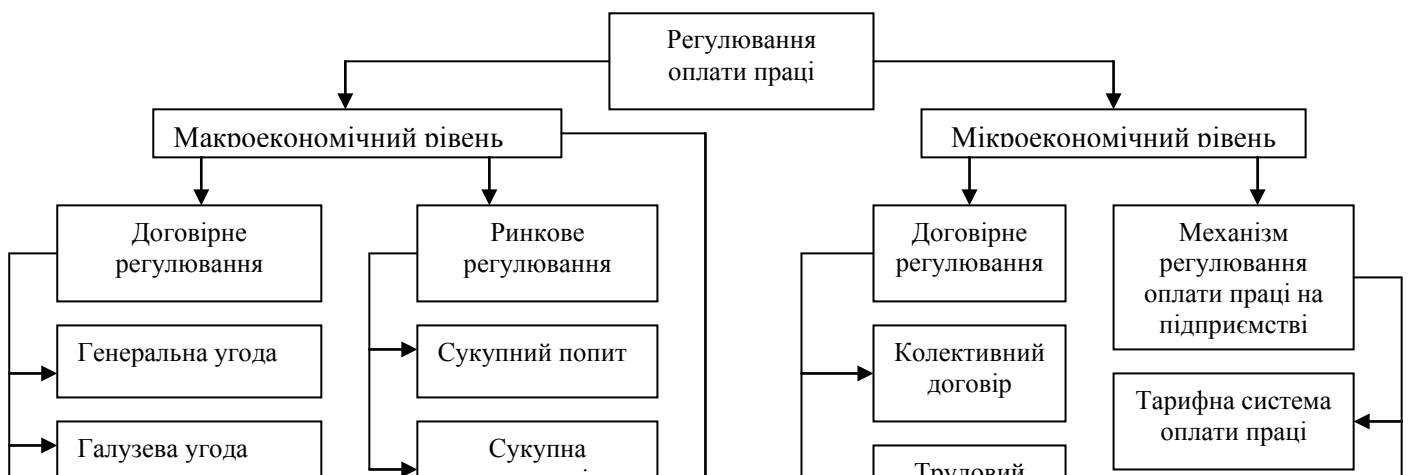 Регулювання
оплати праці
Макроекономічний рівень
Мікроекономічний рівень
Договірне
регулювання
Ринкове
регулювання
Договірне
регулювання
Механізм
регулювання
оплати праці на
підприємстві
Генеральна угода
Сукупний попит
Колективний
договір
Тарифна система
оплати праці
Галузева угода
Сукупна
Трудовий